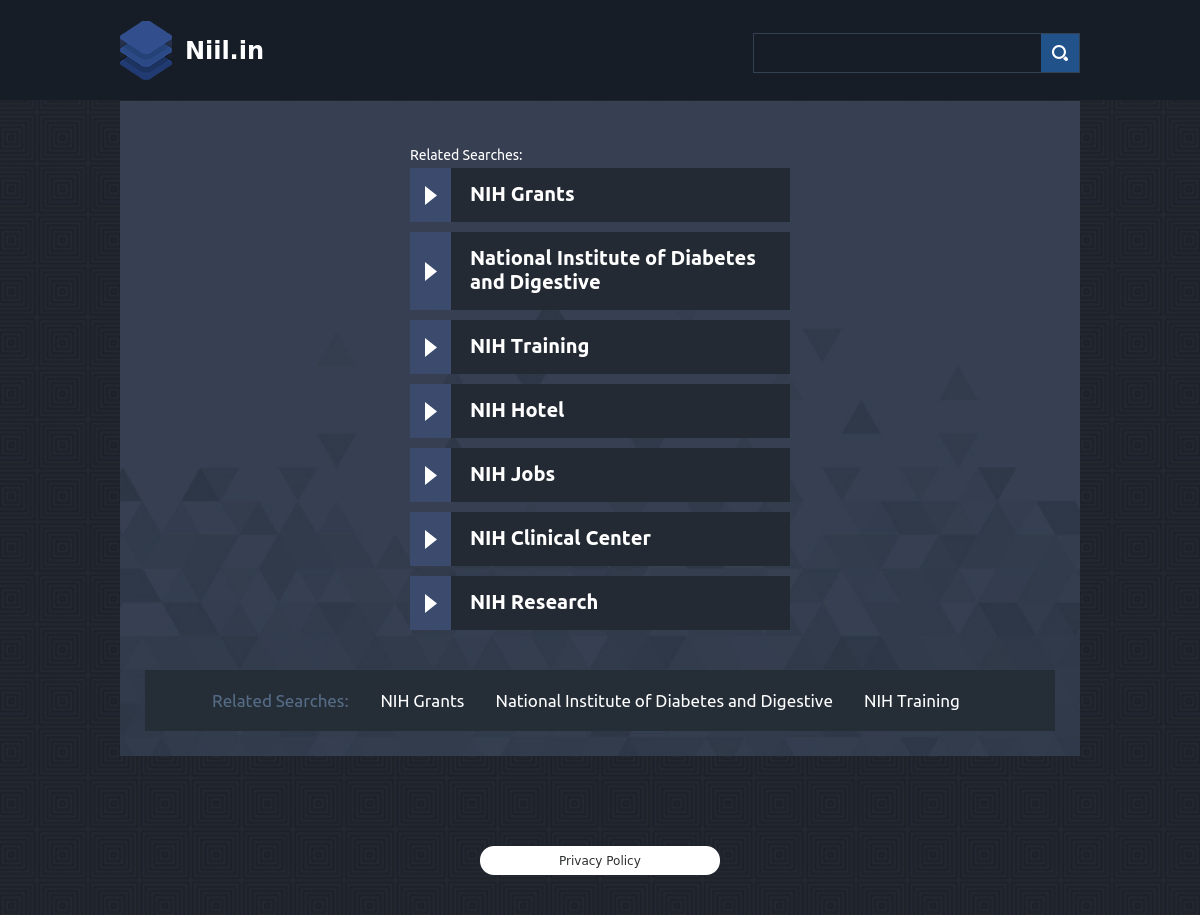 Niil.in
Related Searches:
NIH Grants
National Institute of Diabetes
and Digestive
NIH Training
NIH Hotel
NIH Jobs
NIH Clinical Center
NIH Research
Related Searches: NIH Grants National Institute of Diabetes and Digestive NIH Training
Privacy Policy